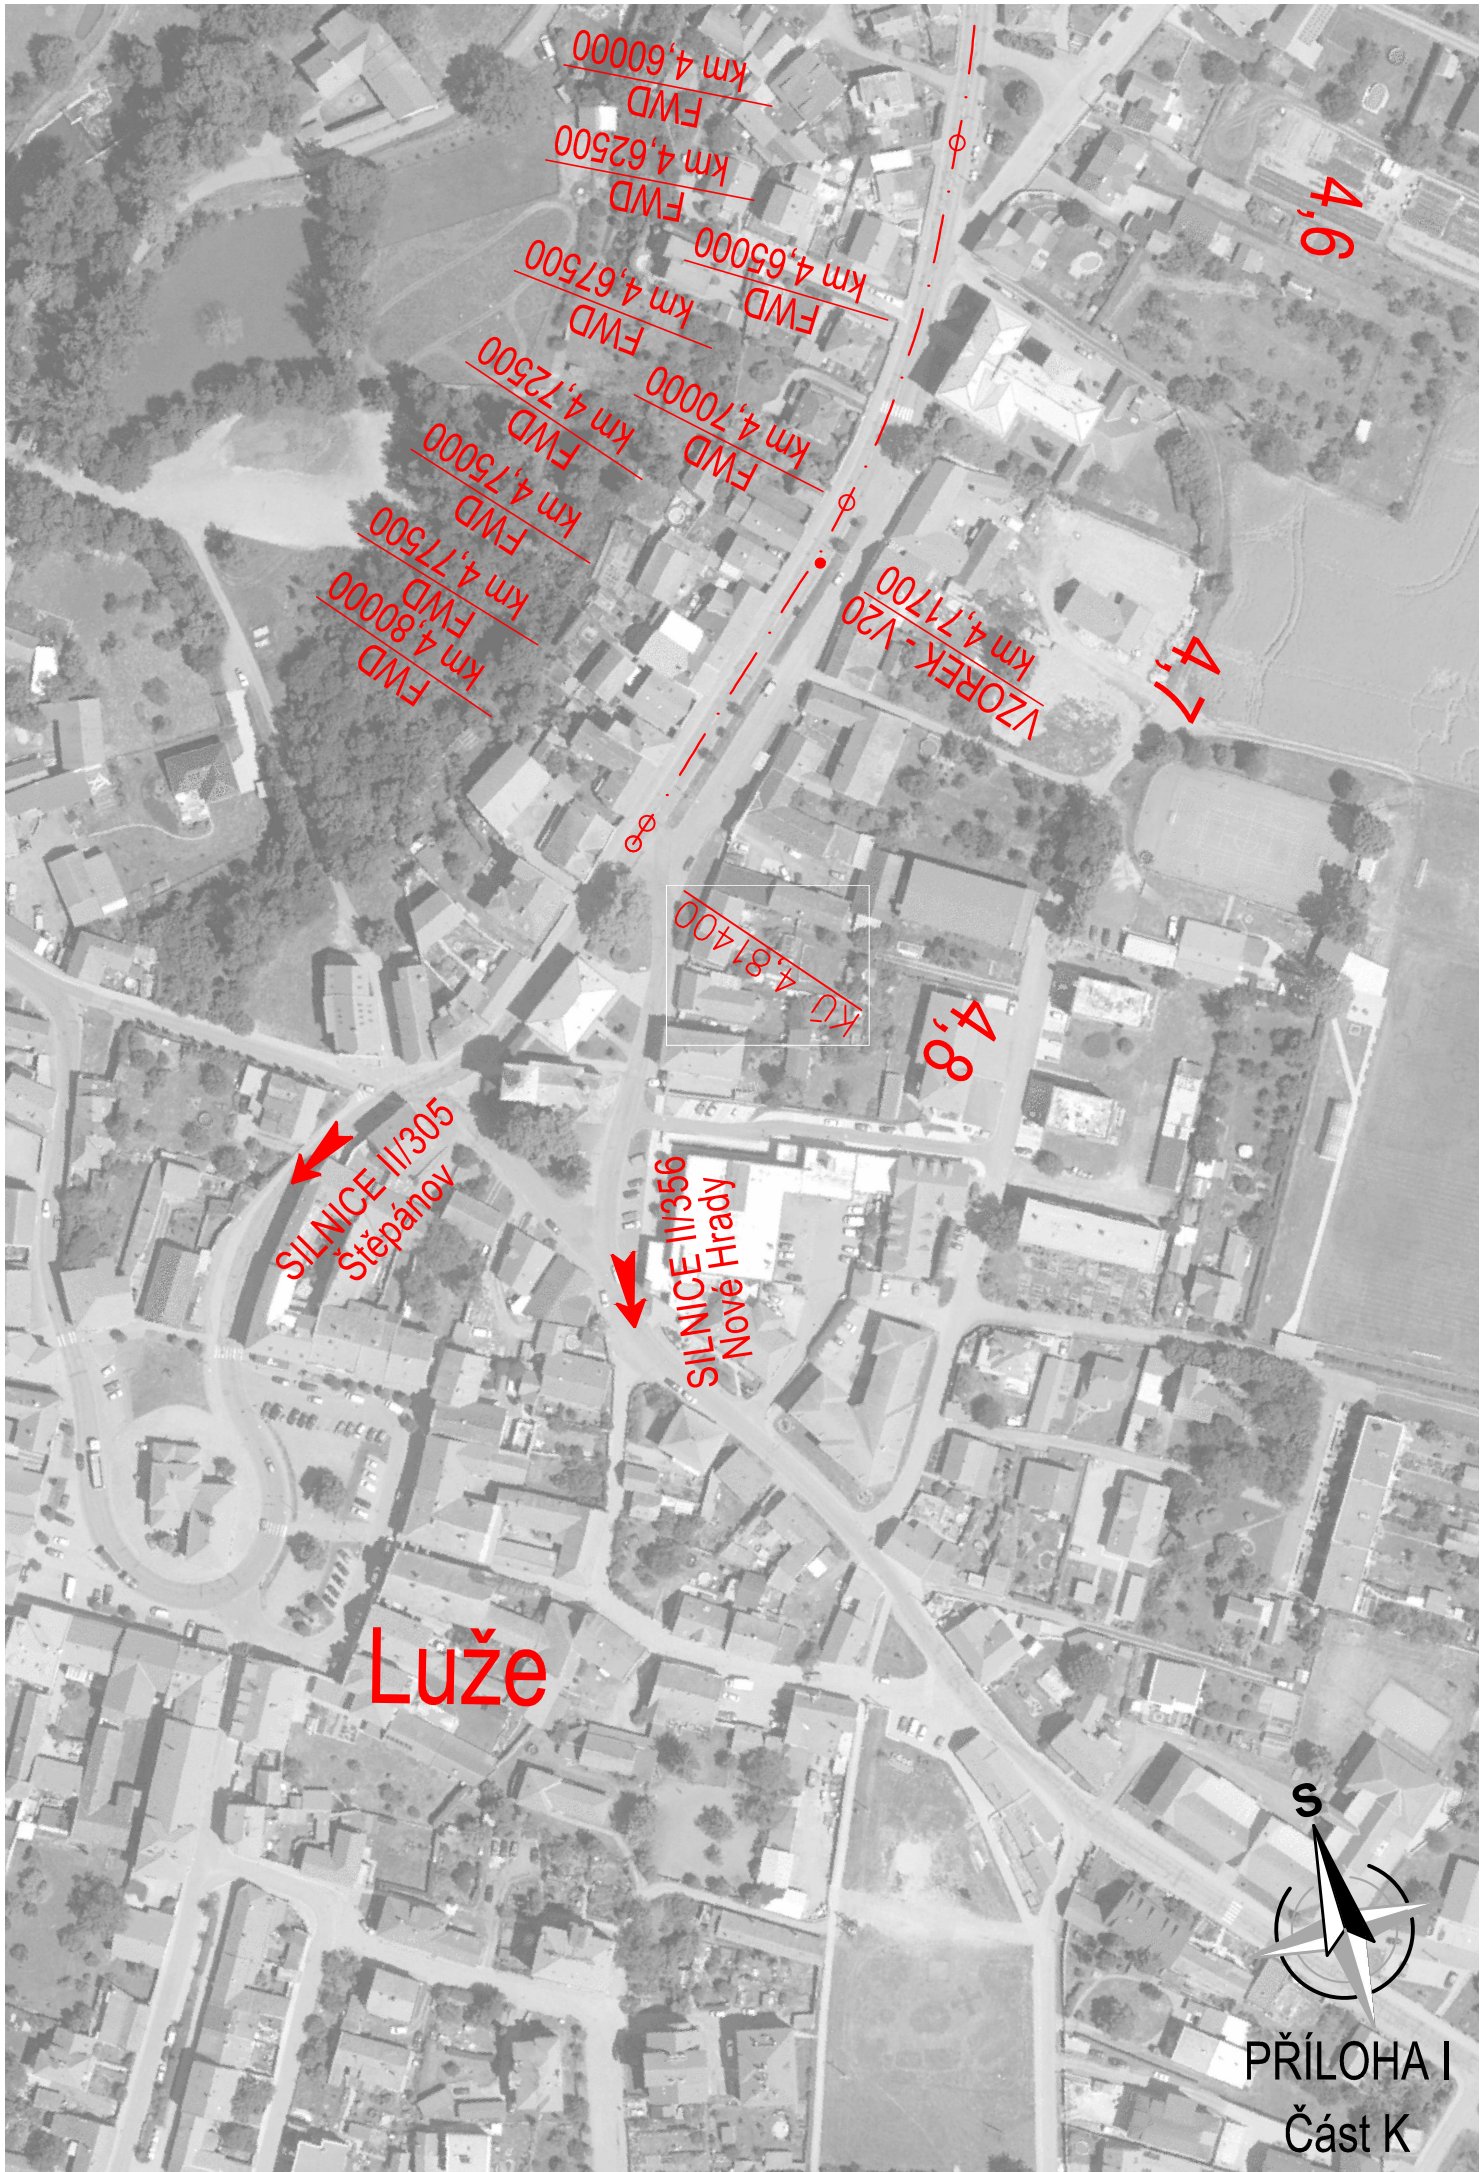 km 4,60000
FWD
km 4,62500
FWD
km 4,65000
FWD
km 4,67500
FWD
km 4,70000
FWD
km 4,72500
FWD
km 4,75000
FWD
km 4,77500
FWD
km 4,80000
FWD
4,6
km 4,71700
VZOREK - V20
4,7
4,81400
KÚ
4,8
SILNICE II/305
Štěpánov
SILNICE II/356
Nové Hrady
Luže
S
PŘÍLOHA I
Část K